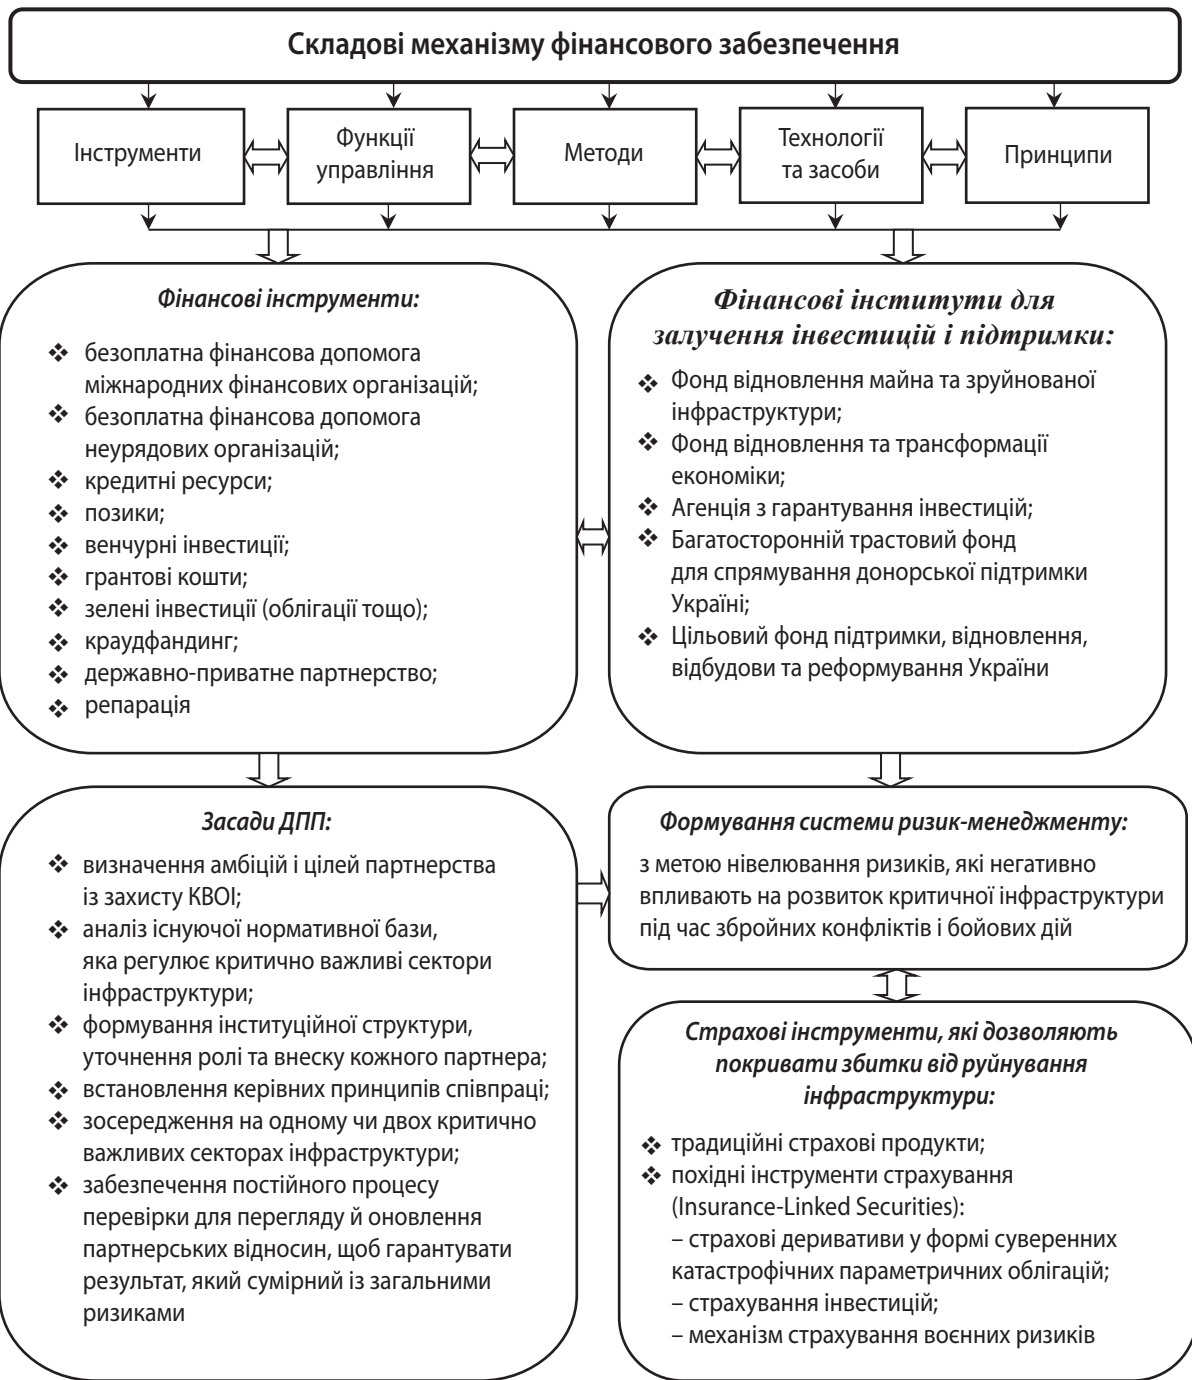 Складові механізму фінансового забезпечення
Інструменти
Функції
управління
Методи
Технології
та засоби
Принципи
Фінансові інструменти:
❖ безоплатна фінансова допомога
міжнародних фінансових організацій;
❖ безоплатна фінансова допомога
неурядових організацій;
❖ кредитні ресурси;
❖ позики;
❖ венчурні інвестиції;
❖ грантові кошти;
❖ зелені інвестиції (облігації тощо);
❖ краудфандинг;
❖ державно-приватне партнерство;
❖ репарація
Фінансові інститути для
залучення інвестицій і підтримки:
❖ Фонд відновлення майна та зруйнованої
інфраструктури;
❖ Фонд відновлення та трансформації
економіки;
❖ Агенція з гарантування інвестицій;
❖ Багатосторонній трастовий фонд
для спрямування донорської підтримки
Україні;
❖ Цільовий фонд підтримки, відновлення,
відбудови та реформування України
Засади ДПП:
❖ визначення амбіцій і цілей партнерства
із захисту КВОІ;
❖ аналіз існуючої нормативної бази,
яка регулює критично важливі сектори
інфраструктури;
❖ формування інституційної структури,
уточнення ролі та внеску кожного партнера;
❖ встановлення керівних принципів співпраці;
❖ зосередження на одному чи двох критично
важливих секторах інфраструктури;
❖ забезпечення постійного процесу
перевірки для перегляду й оновлення
партнерських відносин, щоб гарантувати
результат, який сумірний із загальними
ризиками
Формування системи ризик-менеджменту:
з метою нівелювання ризиків, які негативно
впливають на розвиток критичної інфраструктури
під час збройних конфліктів і бойових дій
Страхові інструменти, які дозволяють
покривати збитки від руйнування
інфраструктури:
❖ традиційні страхові продукти;
❖ похідні інструменти страхування
(Insurance-Linked Securities):
– страхові деривативи у формі суверенних
катастрофічних параметричних облігацій;
– страхування інвестицій;
– механізм страхування воєнних ризиків